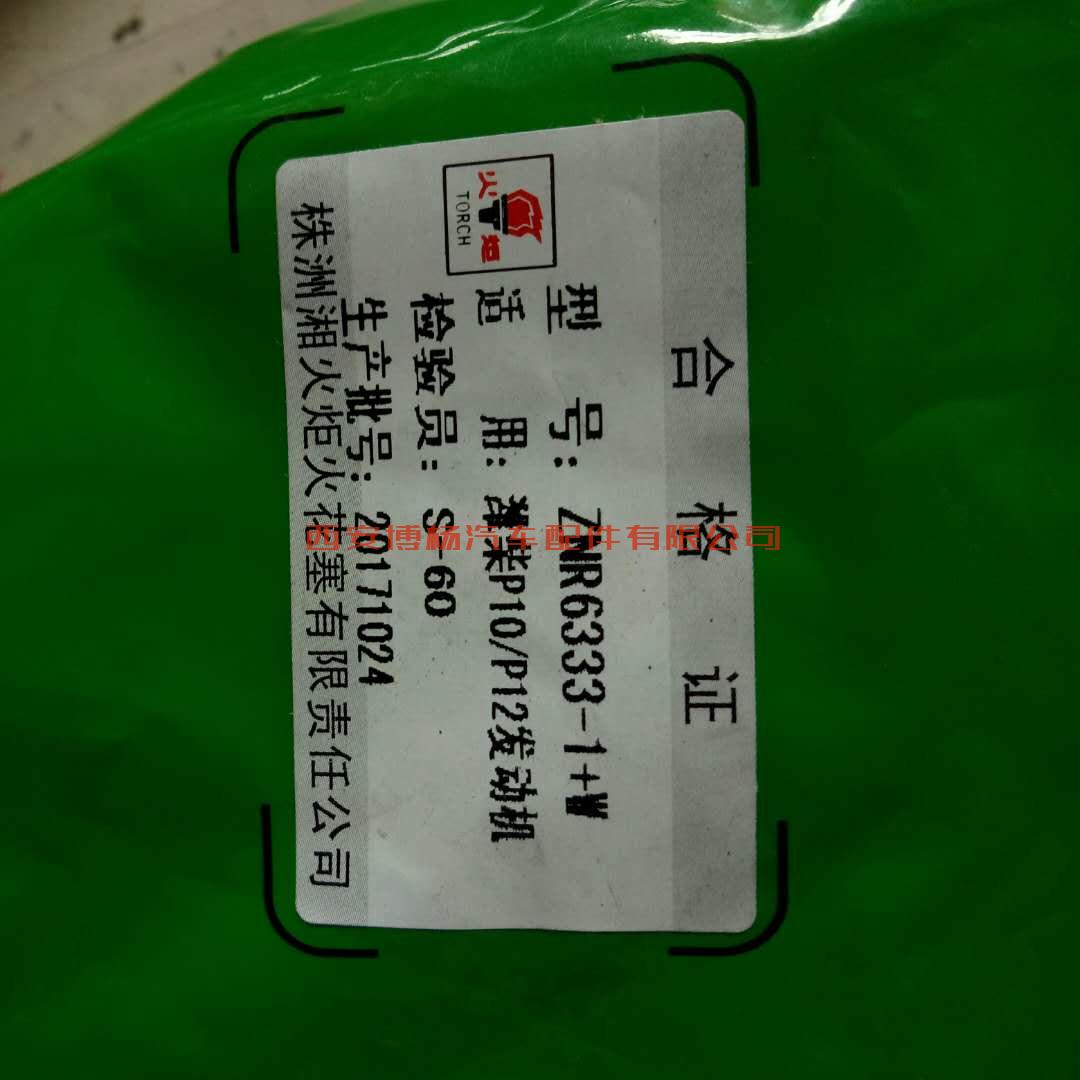 合格证
火炬
TORCH
型 号: ZNR6333-1+W
适 用: 潍柴P10/P12发动机
检验员: S-60
生产批号: 20171024
株洲湘火炬火花塞有限责任公司
西安博杨汽车配件有限公司